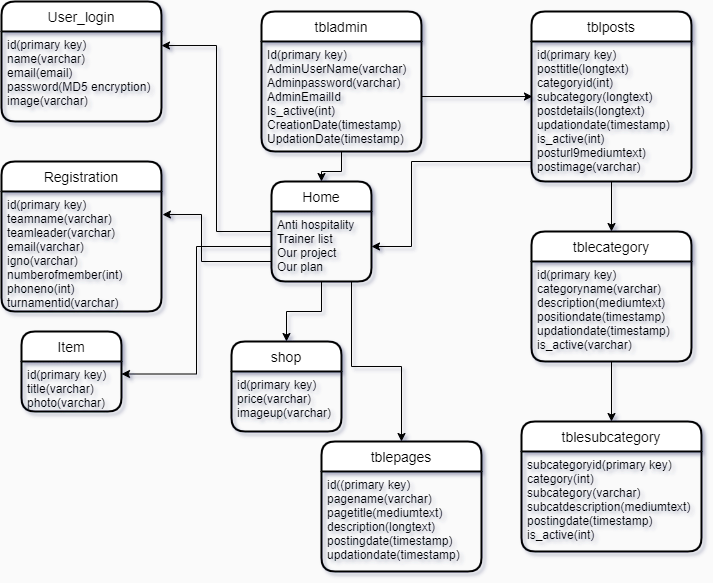 User_login
id(primary key)
name(varchar)
email(email)
password(MD5 encryption)
image(varchar)
tbladmin
Id(primary key)
AdminUserName(varchar)
Adminpassword(varchar)
AdminEmailId
Is_active(int)
CreationDate(timestamp)
UpdationDate(timestamp)
tblposts
id(primary key)
posttitle(longtext)
categoryid(int)
subcategory(longtext)
postdetails(longtext)
updationdate(timestamp)
is_active(int)
posturl9mediumtext)
postimage(varchar)
Registration
id(primary key)
teamname(varchar)
teamleader(varchar)
email(varchar)
igno(varchar)
numberofmember(int)
phoneno(int)
turnamentid(varchar)
Home
Anti hospitality
Trainer list
Our project
Our plan
tblecategory
id(primary key)
categoryname(varchar)
description(mediumtext)
positiondate(timestamp)
updationdate(timestamp)
is_active(varchar)
Item
id(primary key)
title(varchar)
photo(varchar)
shop
id(primary key)
price(varchar)
imageup(varchar)
tblepages
id((primary key)
pagename(varchar)
pagetitle(mediumtext)
description(longtext)
postingdate(timestamp)
updationdate(timestamp)
tblesubcategory
subcategoryid(primary key)
category(int)
subcategory(varchar)
subcatdescription(mediumtext)
postingdate(timestamp)
is_active(int)